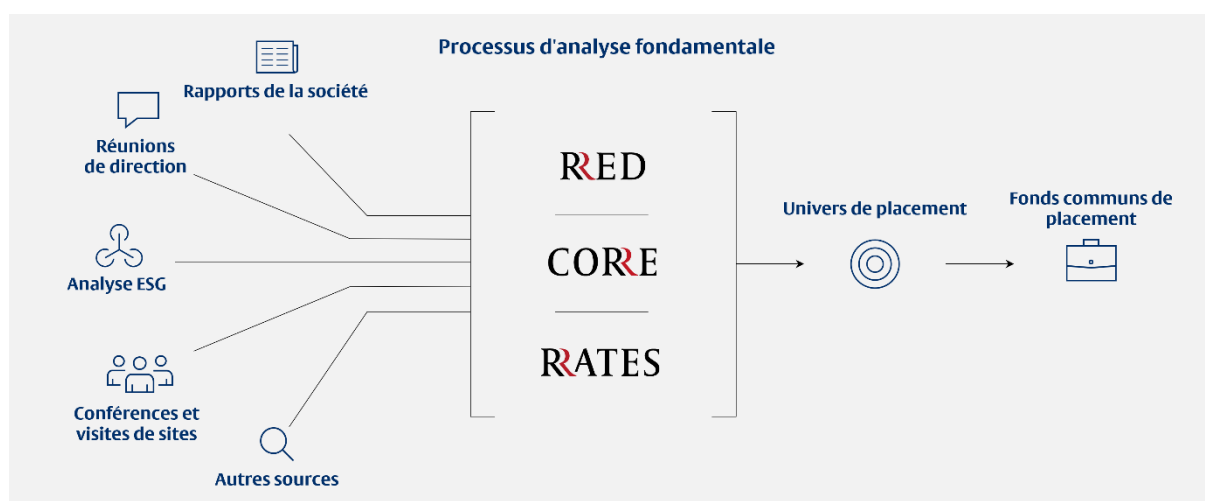 Processus d'analyse fondamentale
Rapports de la société
Réunions
de direction
Analyse ESG
Conférences et
visites de sites
Autres sources
RRED
CORRE
RRATES
Univers de placement
Fonds communs de
placement